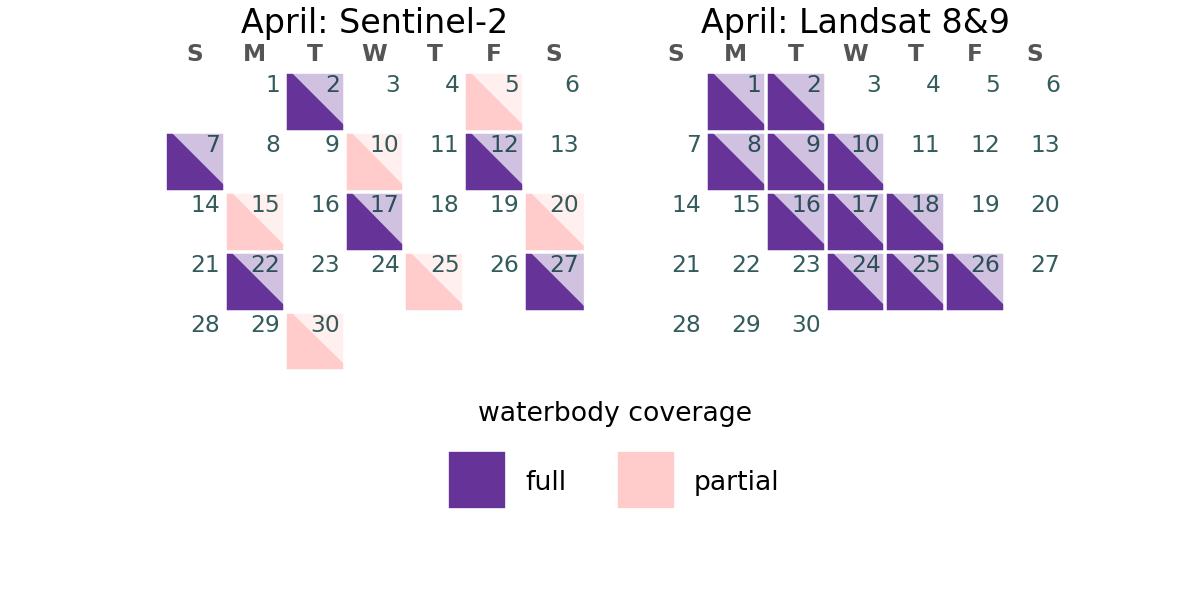 April: Sentinel-2
S M T W T F S
1 2 3 4 5 6
7 8 9 10 11 12 13
14 15 16 17 18 19 20
21 22 23 24 25 26 27
28 29 30
April: Landsat 8&9
S M T W T F S
1 2 3 4 5 6
7 8 9 10 11 12 13
14 15 16 17 18 19 20
21 22 23 24 25 26 27
28 29 30
waterbody coverage
full partial